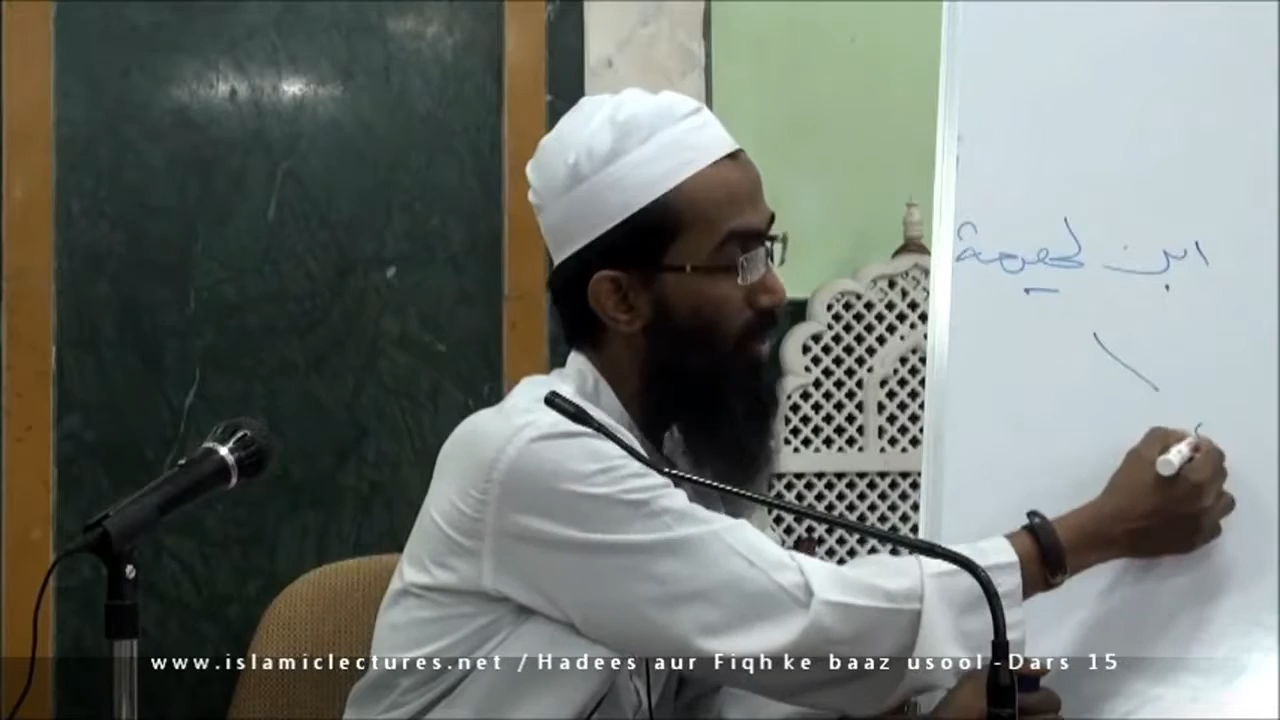 ابن لهيعة
www.islamiclectures.net / Hadees aur Fiqh ke baaz usool - Dars 15